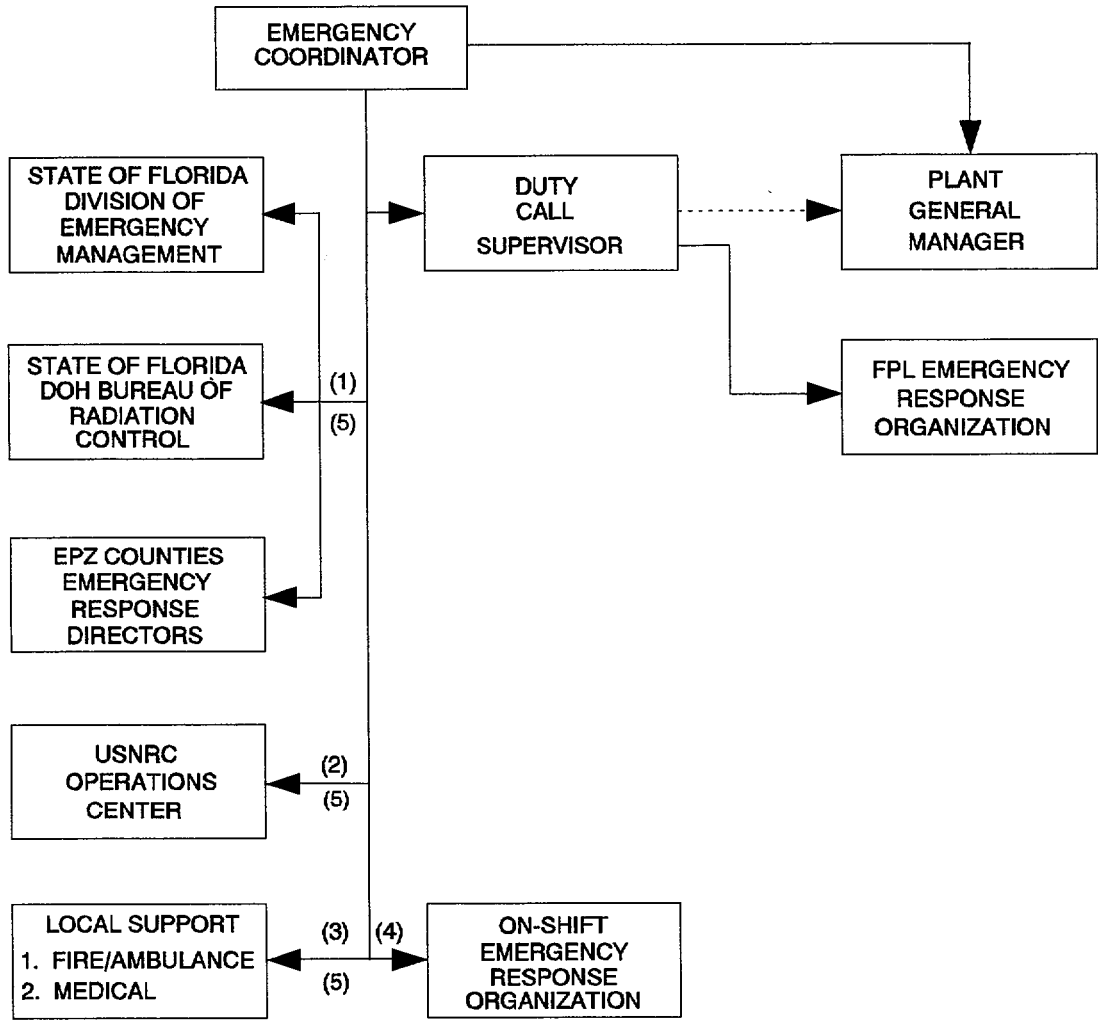 EMERGENCY
COORDINATOR
STATE OF FLORIDA
DIVISION OF
EMERGENCY
MANAGEMENT
DUTY
CALL
SUPERVISOR
PLANT
GENERAL
MANAGER
STATE OF FLORIDA
DOH BUREAU OF
RADIATION
CONTROL
(1)
(5)
FPL EMERGENCY
RESPONSE
ORGANIZATION
EPZ COUNTIES
EMERGENCY
RESPONSE
DIRECTORS
USNRC
OPERATIONS
CENTER
(2)
(5)
LOCAL SUPPORT
1. FIRE/AMBULANCE
2. MEDICAL
(3)
(5)
(4)
ON-SHIFT
EMERGENCY
RESPONSE
ORGANIZATION